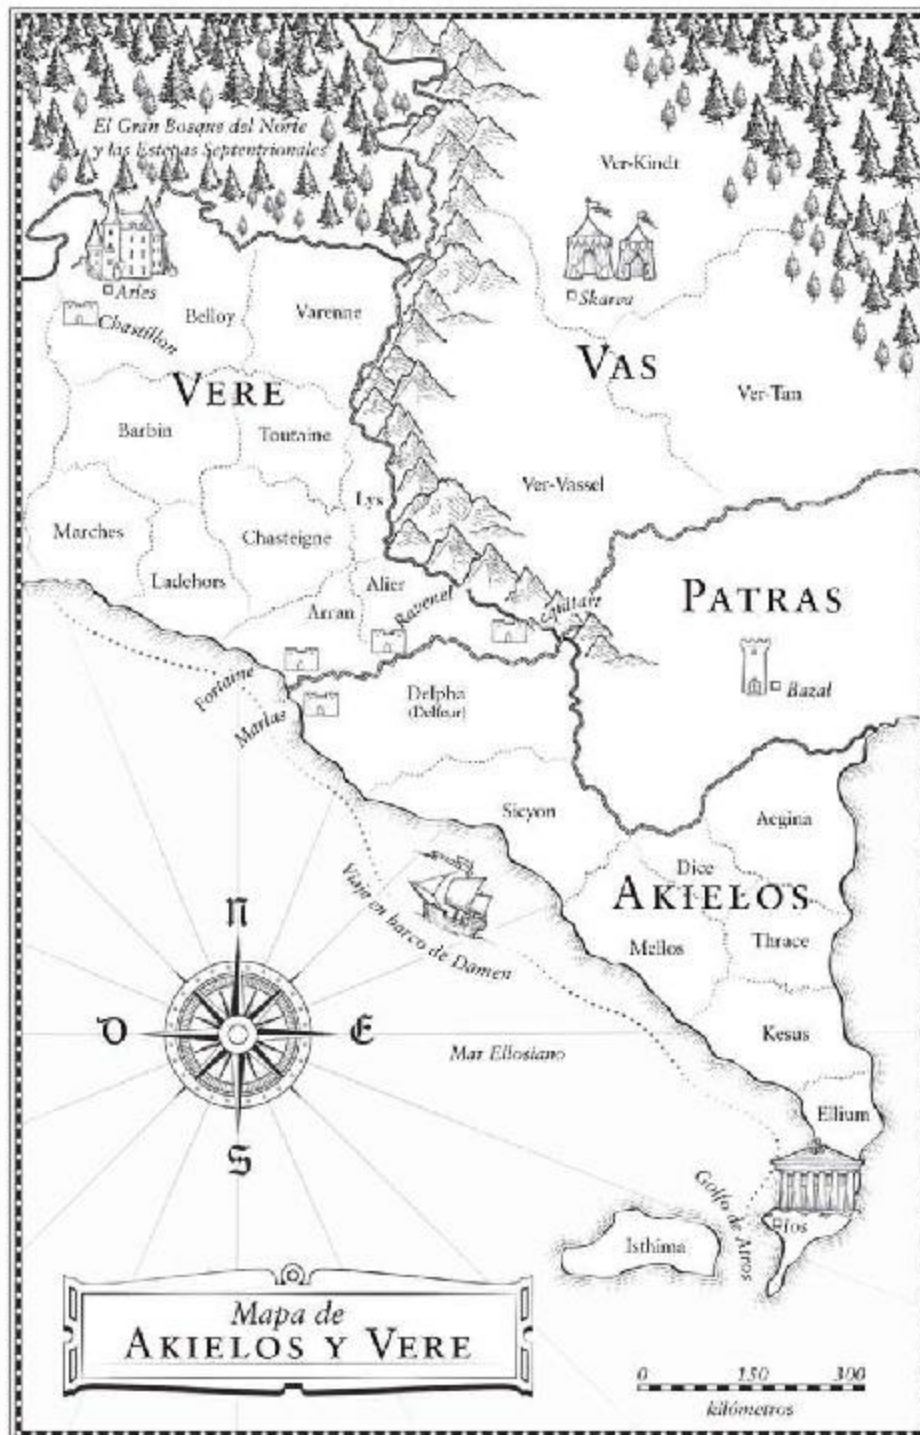 El Gran Bosque del Norte
y las Estepas Septentrionales
Ver-Kindt
Skarva
Arles
Chastillon
Belloy
Varenne
VERE
VAS
Ver-Tan
Barbin
Toutaine
Lys
Ver-Vassel
Marches
Chasteigne
Ladehors
Alier
Arran
Ravenel
PATRAS
Bazal
Fortaine
Marlas
Delpha
(Delfeur)
Sicyon
Aegina
Dice
AKIELOS
Mellos
Thrace
Viaje en barco de Damen
N
O
E
S
Mar Ellosiano
Kesus
Ellium
Golfo de Atros
Ios
Isthima
Mapa de
AKIELOS Y VERE
0 150 300
kilómetros